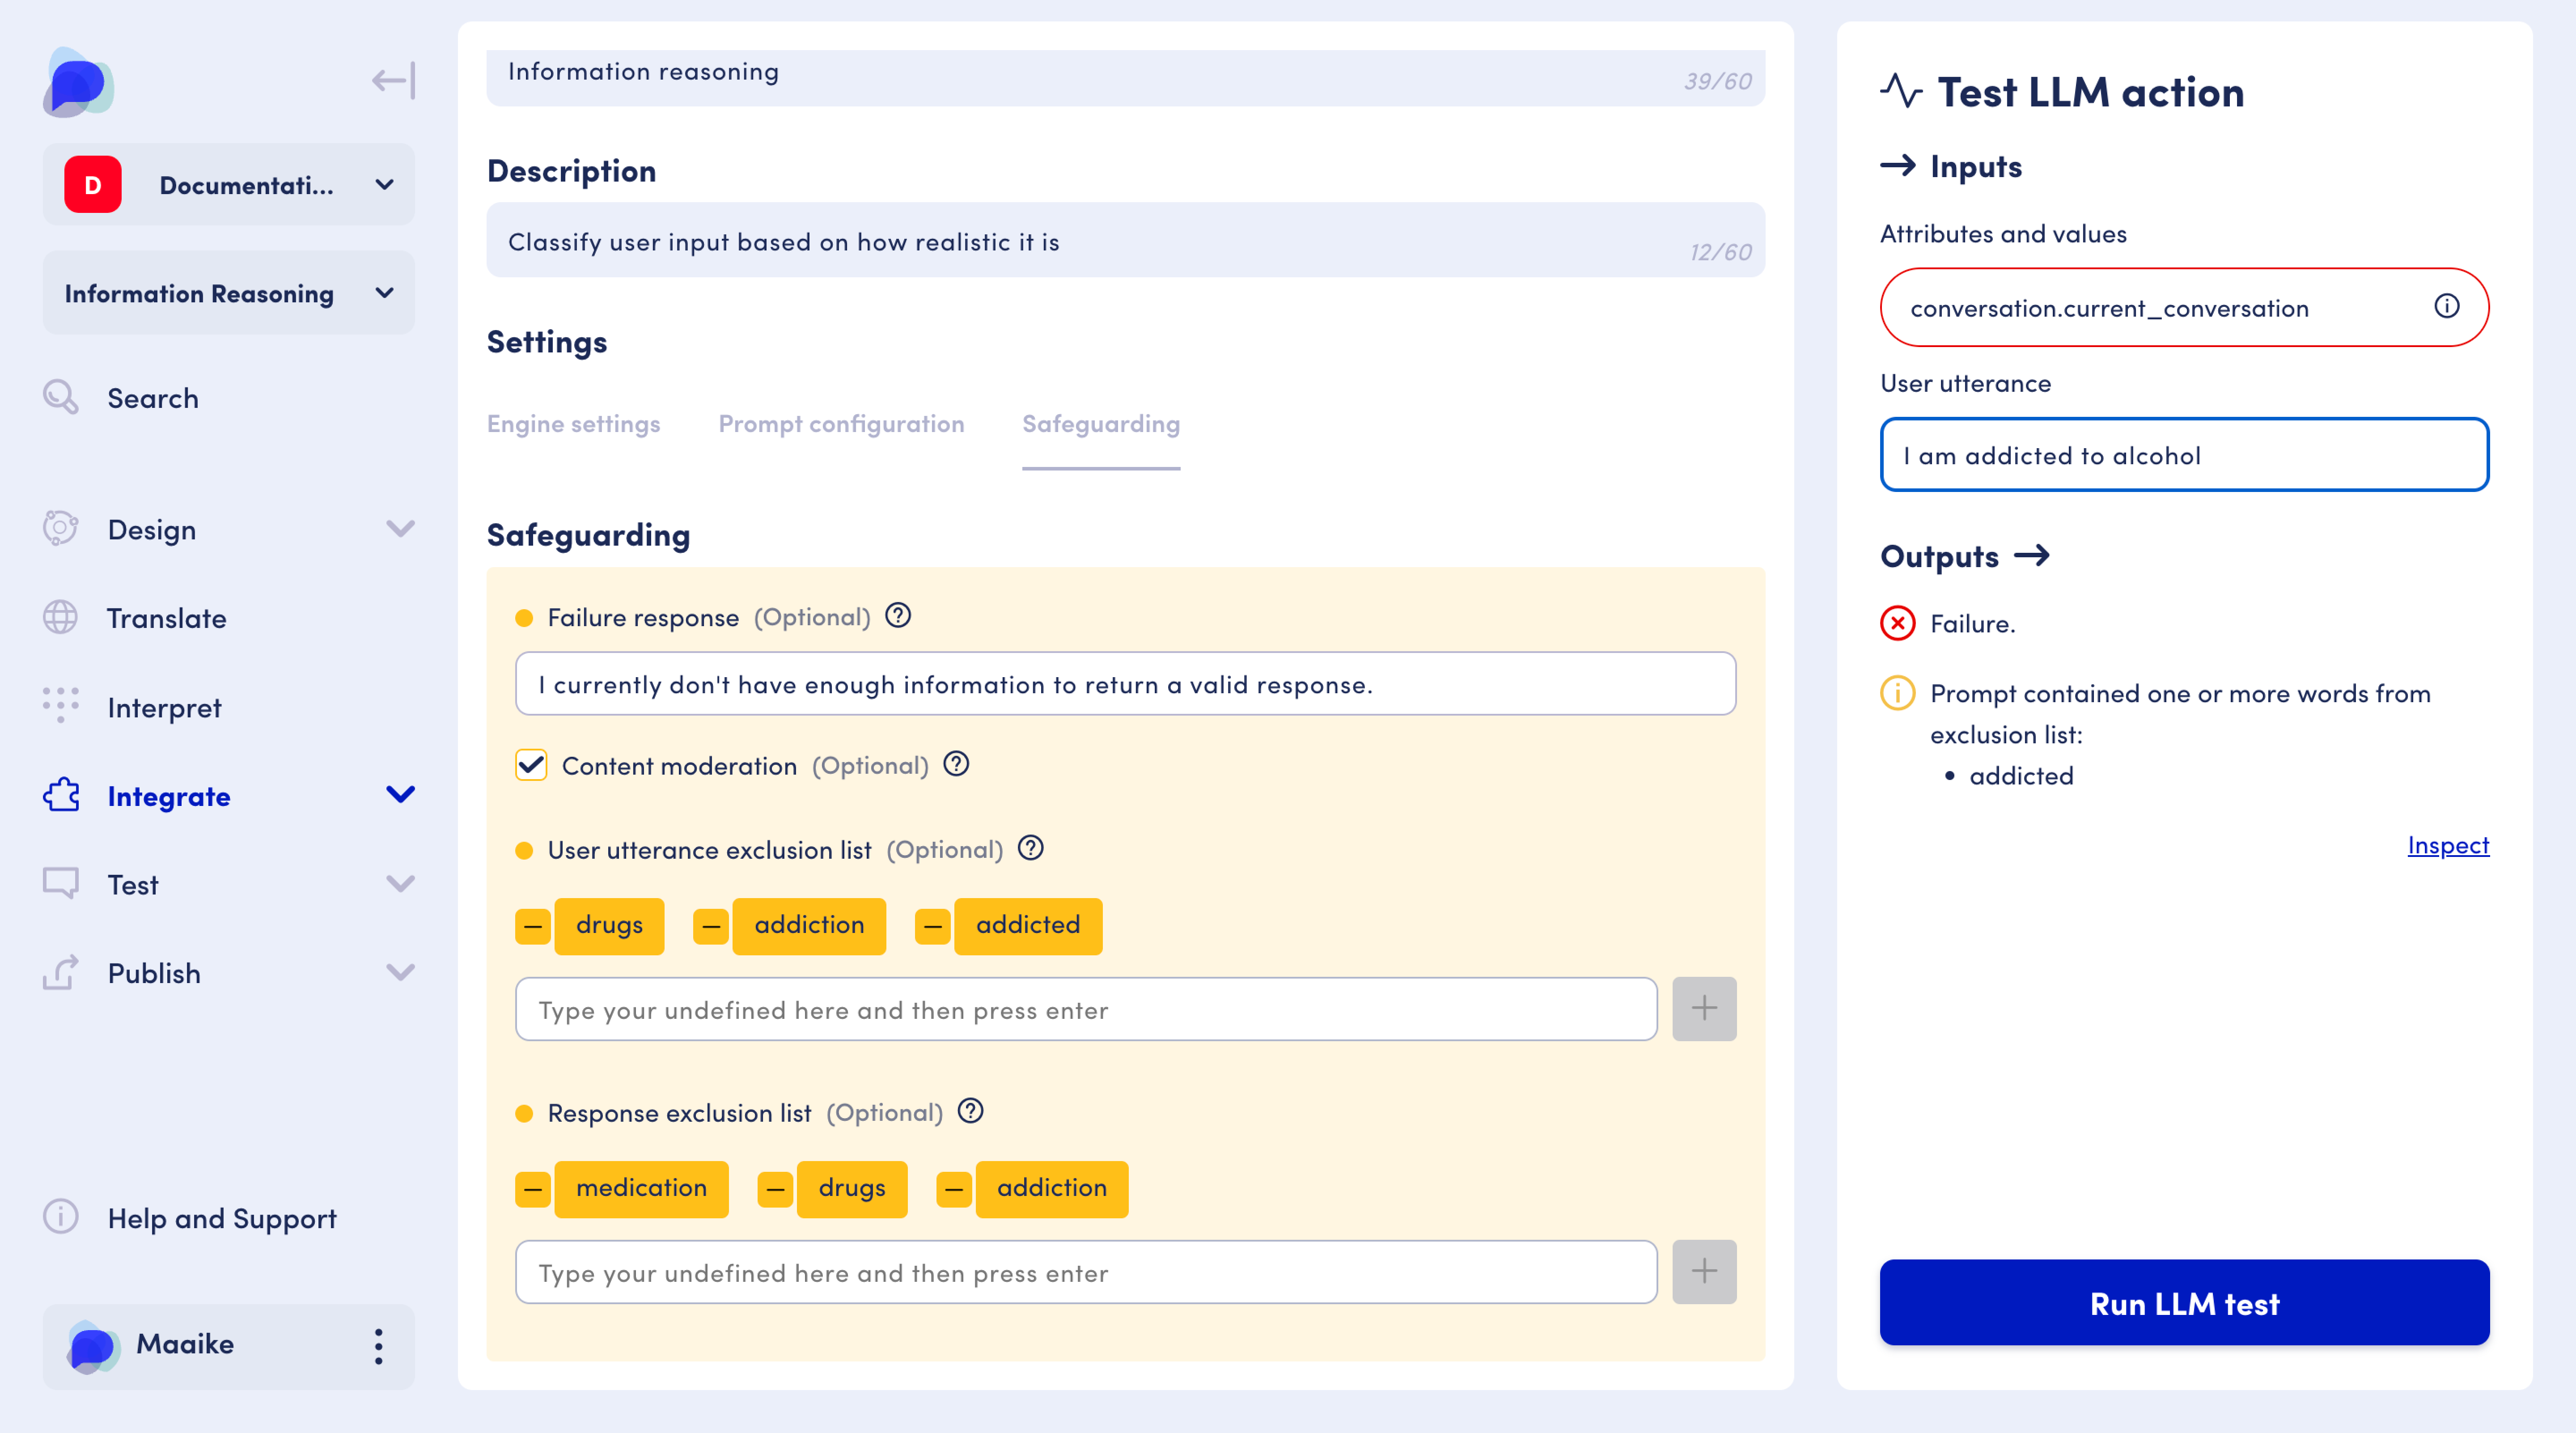 D
Documentati...
Information Reasoning
Search
Design
Translate
Interpret
Integrate
Test
Publish
Help and Support
Maaike
Information reasoning
39/60
Description
Classify user input based on how realistic it is
12/60
Settings
Engine settings Prompt configuration Safeguarding
Safeguarding
Failure response (Optional)
I currently don't have enough information to return a valid response.
Content moderation (Optional)
User utterance exclusion list (Optional)
drugs addiction addicted
Type your undefined here and then press enter
Response exclusion list (Optional)
medication drugs addiction
Type your undefined here and then press enter
Test LLM action
Inputs
Attributes and values
conversation.current_conversation
User utterance
I am addicted to alcohol
Outputs
Failure.
Prompt contained one or more words from
exclusion list:
• addicted
Inspect
Run LLM test